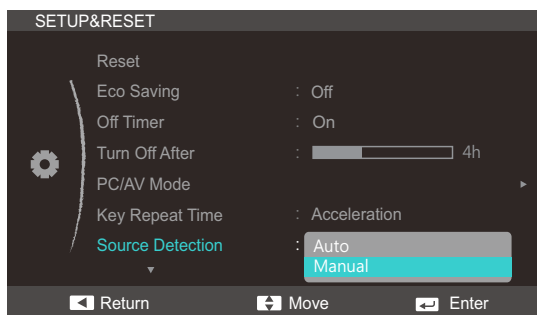 SETUP&RESET
Reset
Eco Saving : Off
Off Timer : On
Turn Off After : 4h
PC/AV Mode
Key Repeat Time : Acceleration
Source Detection : Auto
Manual
Return Move Enter